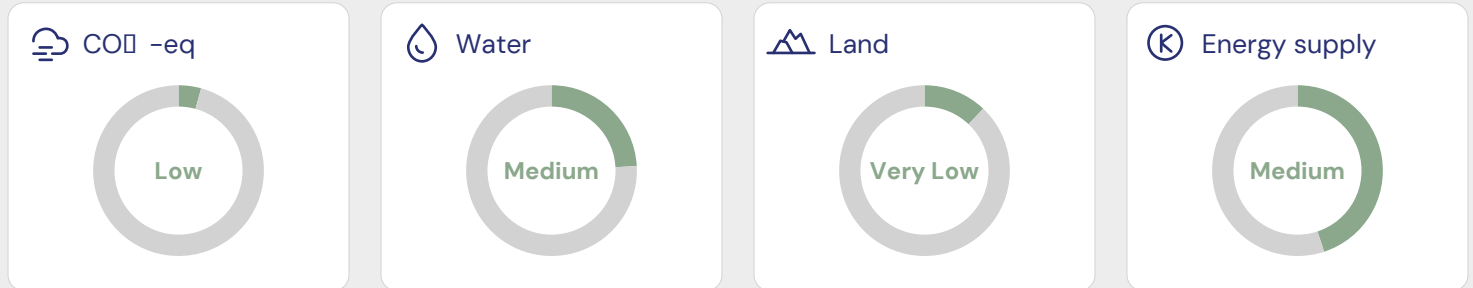 CO▯ -eq
Low
Water
Medium
Land
Very Low
Energy supply
Medium